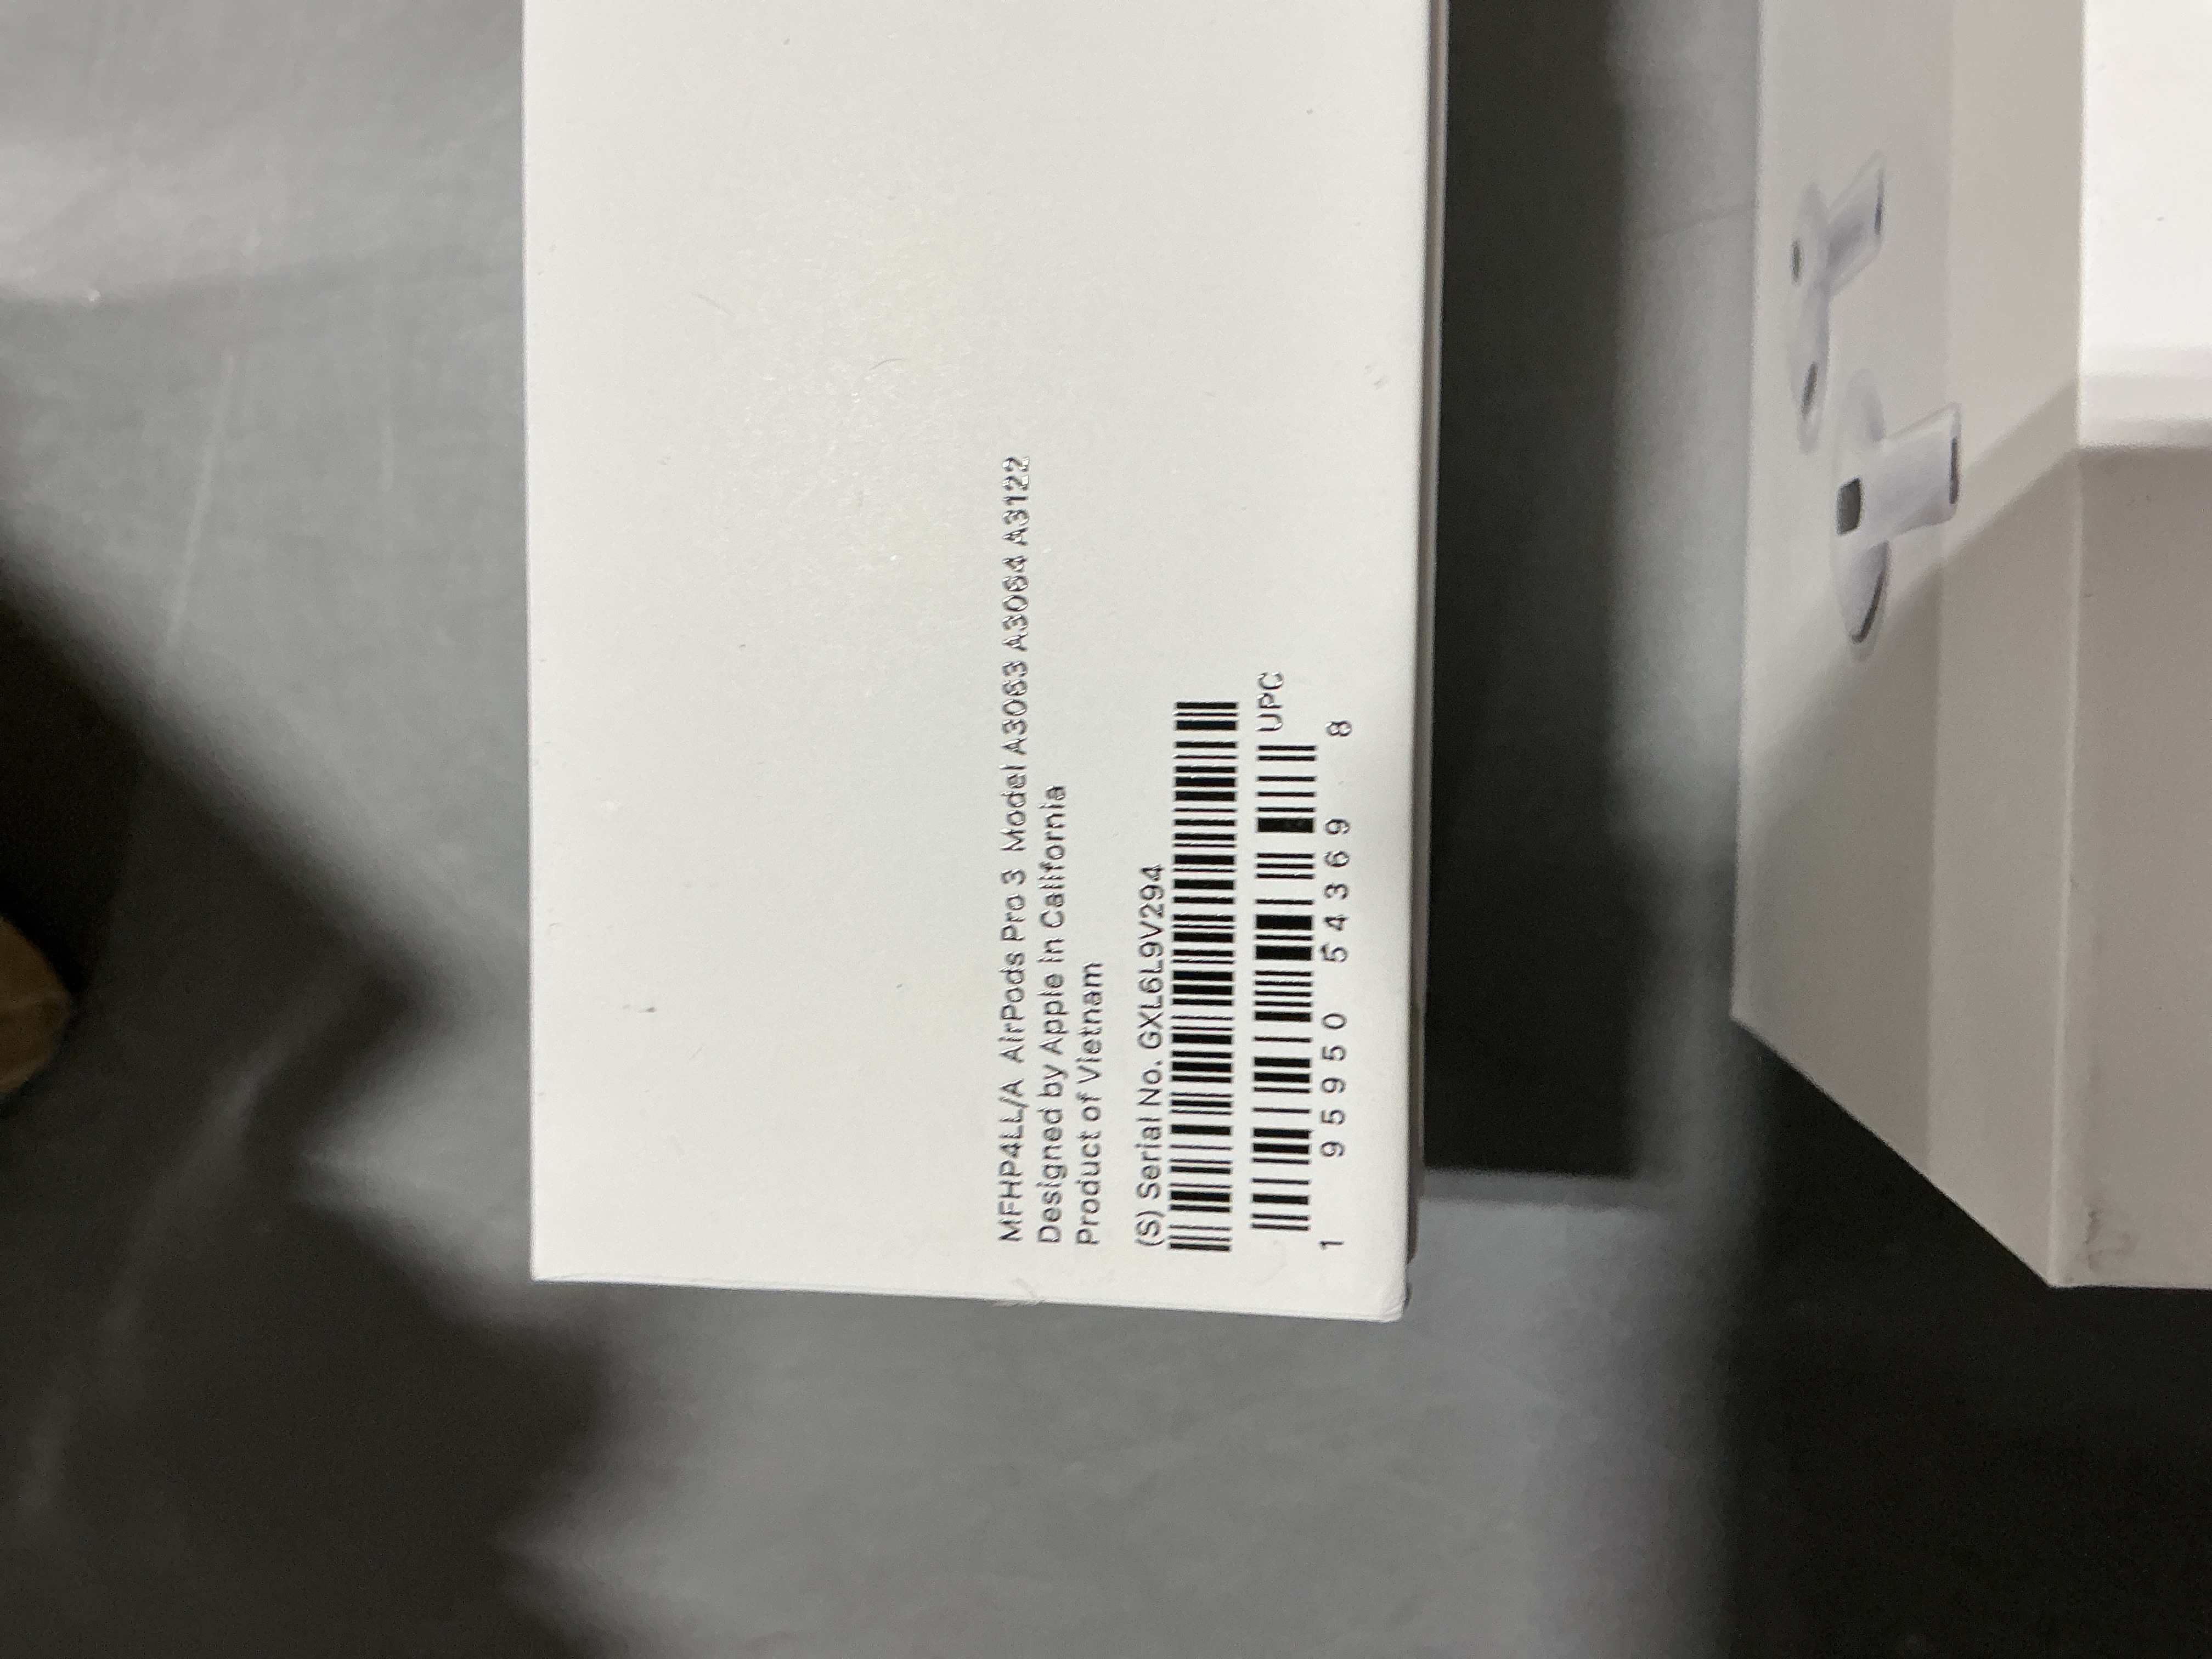 MFHP4LL/A AirPods Pro 3 Model A3063 A3064 A3122
Designed by Apple in California
Product of Vietnam
(S) Serial No. GXL6L9V294
UPC
1 95950 54369 8